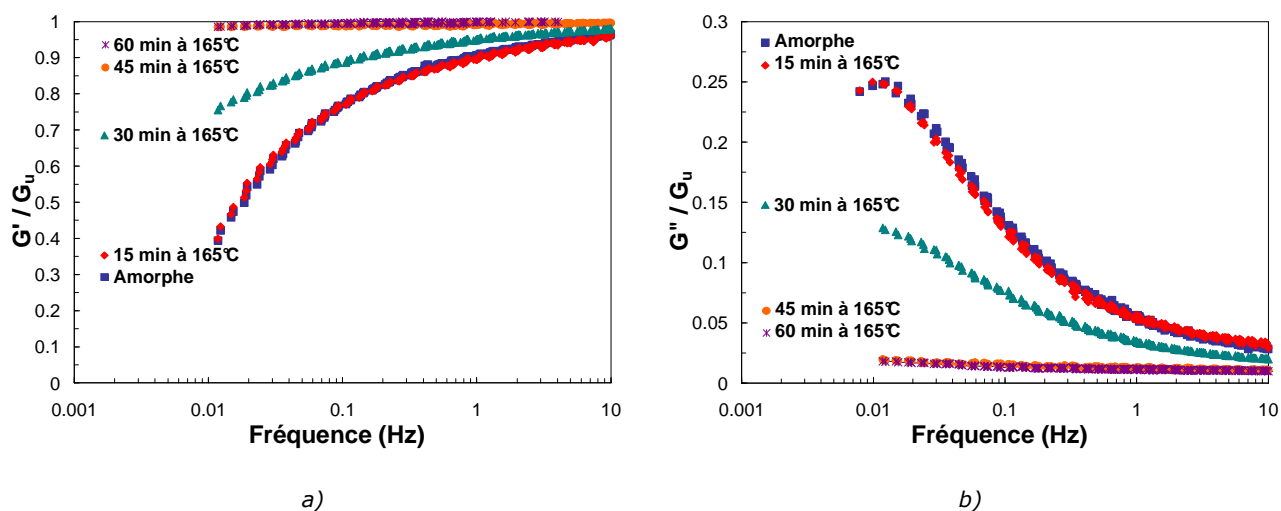 1
0.9
0.8
0.7
0.6
0.5
0.4
0.3
0.2
0.1
0
G' / Gu
60 min à 165°C
45 min à 165°C
30 min à 165°C
15 min à 165°C
Amorphe
0.001
0.01
0.1
1
10
Fréquence (Hz)
a)
0.3
0.25
0.2
0.15
0.1
0.05
0
G" / Gu
Amorphe
15 min à 165°C
30 min à 165°C
45 min à 165°C
60 min à 165°C
0.001
0.01
0.1
1
10
Fréquence (Hz)
b)